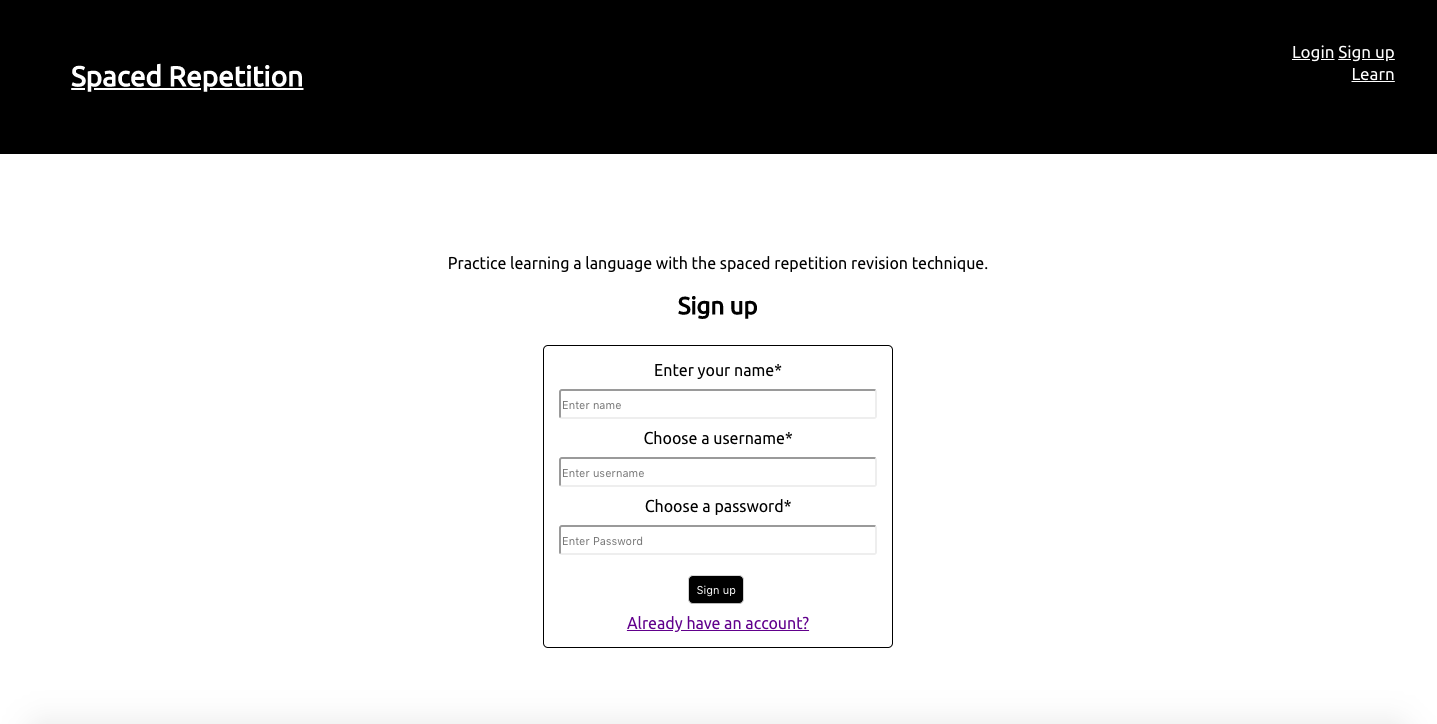 Spaced Repetition
Login Sign up
Learn
Practice learning a language with the spaced repetition revision technique.
Sign up
Enter your name*
Enter name
Choose a username*
Enter username
Choose a password*
Enter Password
Sign up
Already have an account?